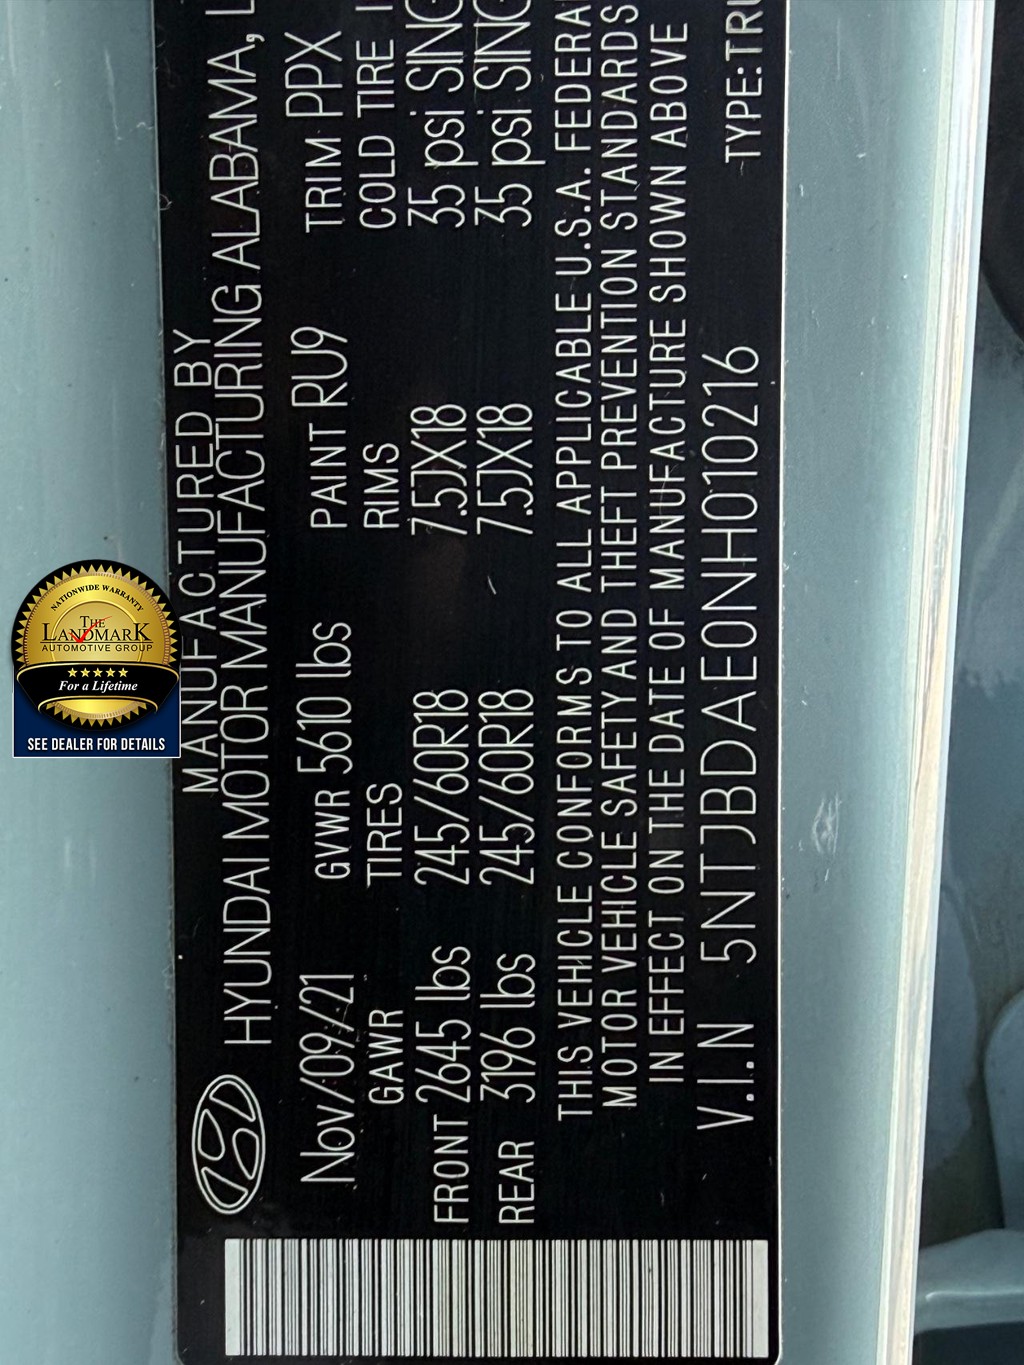 MANUFACTURED BY
HYUNDAI MOTOR MANUFACTURING ALABAMA,
Nov/09/21 GVWR 5610 lbs PAINT RU9 TRIM PPX
GAWR TIRES RIMS COLD TIRE
FRONT 2645 lbs 245/60R18 7.5JX18 35 psi SING
REAR 3196 lbs 245/60R18 7.5JX18 35 psi SING
THIS VEHICLE CONFORMS TO ALL APPLICABLE U.S.A. FEDERA
MOTOR VEHICLE SAFETY AND THEFT PREVENTION STANDARDS
IN EFFECT ON THE DATE OF MANUFACTURE SHOWN ABOVE
V.I.N 5NTJBDAE0NH010216 TYPE:TRU
NATIONWIDE WARRANTY
THE
LANDMARK
AUTOMOTIVE GROUP
For a Lifetime
SEE DEALER FOR DETAILS